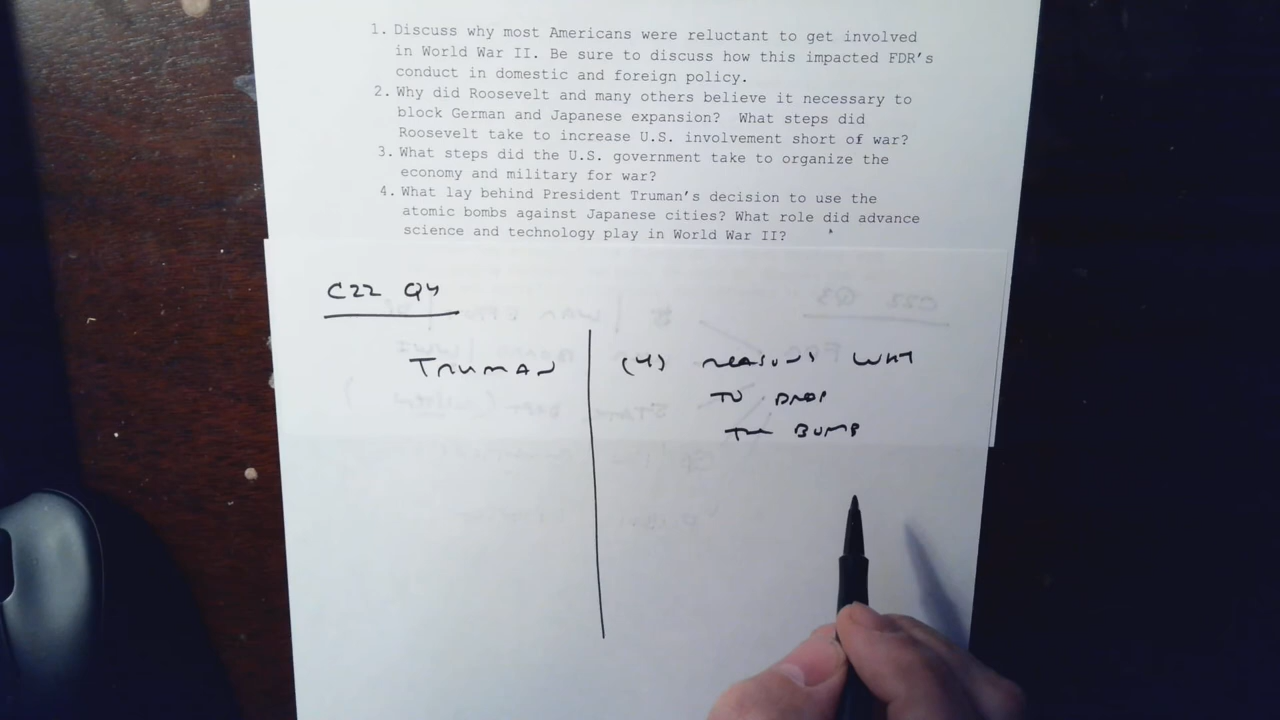 1. Discuss why most Americans were reluctant to get involved
in World War II. Be sure to discuss how this impacted FDR's
conduct in domestic and foreign policy.
2. Why did Roosevelt and many others believe it necessary to
block German and Japanese expansion? What steps did
Roosevelt take to increase U.S. involvement short of war?
3. What steps did the U.S. government take to organize the
economy and military for war?
4. What lay behind President Truman's decision to use the
atomic bombs against Japanese cities? What role did advance
science and technology play in World War II?
C22 Q4
TRUMAN
(4) REASONS WHY
TO DROP
THE BOMB
C22 Q3